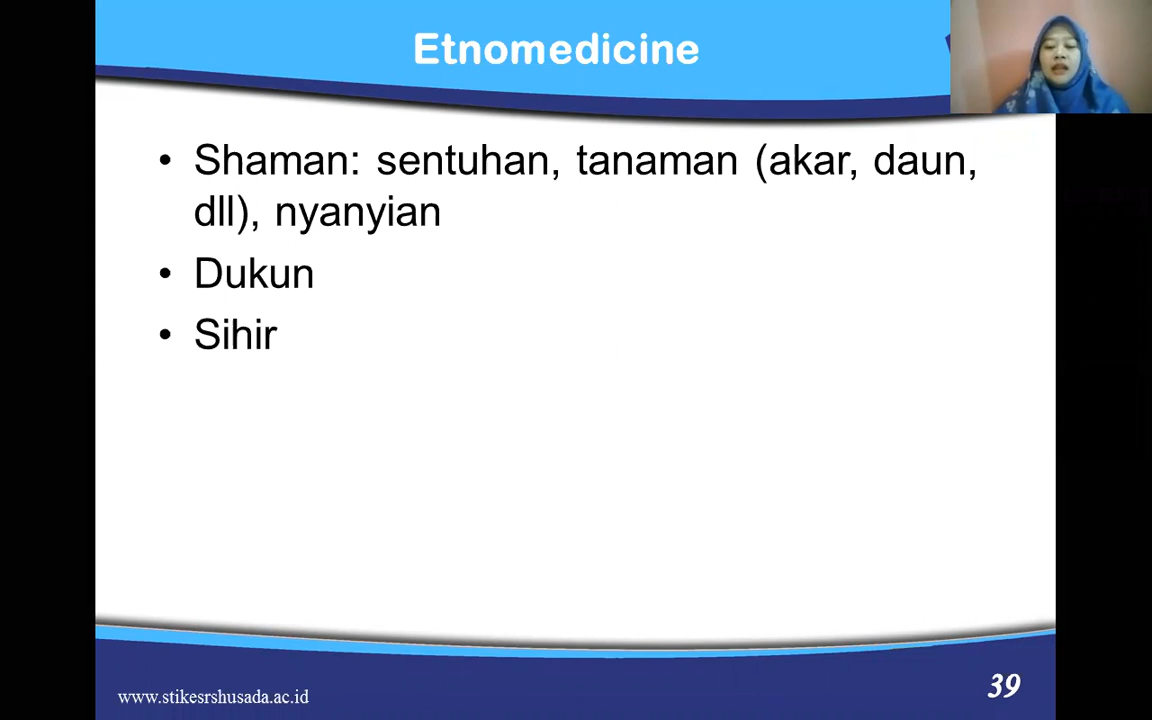 Etnomedicine
• Shaman: sentuhan, tanaman (akar, daun,
dll), nyanyian
• Dukun
• Sihir
www.stikesrshusada.ac.id
39